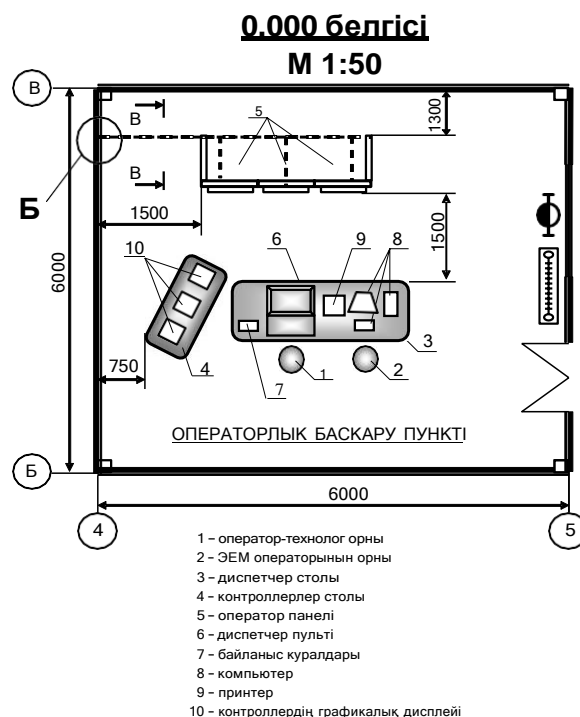 0.000 белгісі
М 1:50
В
В
5
1300
В
Б
1500
1500
6 9 8
10
6000
750
4
7
1
2
3
ОПЕРАТОРЛЫК БАСКАРУ ПУНКТІ
Б
6000
4
5
1 – оператор-технолог орны
2 – ЭЕМ операторынын орны
3 – диспетчер столы
4 – контроллерлер столы
5 – оператор панелі
6 – диспетчер пульті
7 – байланыс куралдары
8 – компьютер
9 – принтер
10 – контроллердің графикалық дисплейі